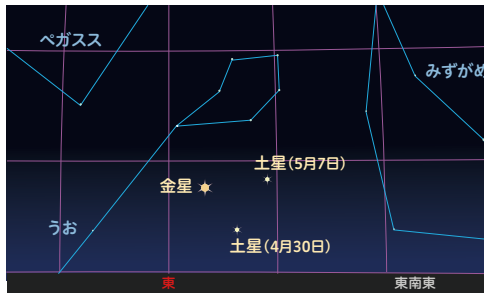 ペガスス
みずがめ
土星(5月7日)
金星
うお
土星(4月30日)
東
東南東